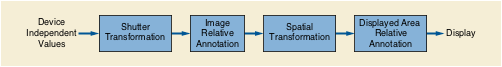 Device
Independent
Values
Shutter
Transformation
Image
Relative
Annotation
Spatial
Transformation
Displayed Area
Relative
Annotation
Display